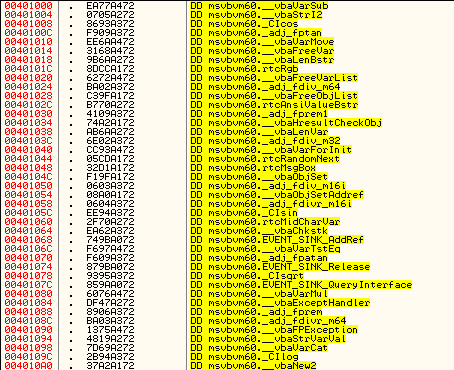 00401000 . EA77A472 DD msvbvm60.__vbaVarSub
00401004 . 0705A272 DD msvbvm60.__vbaStrI2
00401008 . 8693A372 DD msvbvm60._CIcos
0040100C . F909A372 DD msvbvm60._adj_fptan
00401010 . EE6AA472 DD msvbvm60.__vbaVarMove
00401014 . 3168A472 DD msvbvm60.__vbaFreeVar
00401018 . 9B6AA272 DD msvbvm60.__vbaLenBstr
0040101C . 8DCCA172 DD msvbvm60.rtcRgb
00401020 . 6272A472 DD msvbvm60.__vbaFreeVarList
00401024 . BA02A372 DD msvbvm60._adj_fdiv_m64
00401028 . C39FA172 DD msvbvm60.__vbaFreeObjList
0040102C . B770A272 DD msvbvm60.rtcAnsiValueBstr
00401030 . 4109A372 DD msvbvm60._adj_fprem1
00401034 . 74A2A172 DD msvbvm60.__vbaHresultCheckObj
00401038 . AB6AA272 DD msvbvm60.__vbaLenVar
0040103C . 6E02A372 DD msvbvm60._adj_fdiv_m32
00401040 . CC93A472 DD msvbvm60.__vbaVarForInit
00401044 . 05CDA172 DD msvbvm60.rtcRandomNext
00401048 . 32D1A172 DD msvbvm60.rtcMsgBox
0040104C . F19FA172 DD msvbvm60.__vbaObjSet
00401050 . 0603A372 DD msvbvm60._adj_fdiv_m16i
00401054 . 08A0A172 DD msvbvm60.__vbaObjSetAddref
00401058 . 0604A372 DD msvbvm60._adj_fdivr_m16i
0040105C . EE94A372 DD msvbvm60._CIsin
00401060 . 2F70A272 DD msvbvm60.rtcMidCharVar
00401064 . EA62A372 DD msvbvm60.__vbaChkstk
00401068 . 749BA072 DD msvbvm60.EVENT_SINK_AddRef
0040106C . F697A472 DD msvbvm60.__vbaVarTstEq
00401070 . F609A372 DD msvbvm60._adj_fpatan
00401074 . 879BA072 DD msvbvm60.EVENT_SINK_Release
00401078 . 9395A372 DD msvbvm60._CIsqrt
0040107C . 859AA072 DD msvbvm60.EVENT_SINK_QueryInterface
00401080 . 6076A472 DD msvbvm60.__vbaVarMul
00401084 . DF47A272 DD msvbvm60.__vbaExceptHandler
00401088 . 8906A372 DD msvbvm60._adj_fprem
0040108C . BA03A372 DD msvbvm60._adj_fdivr_m64
00401090 . 1375A472 DD msvbvm60.__vbaFPException
00401094 . 4819A272 DD msvbvm60.__vbaStrVarVal
00401098 . 7D69A272 DD msvbvm60.__vbaVarCat
0040109C . 2B94A372 DD msvbvm60._CIlog
004010A0 . 37A2A172 DD msvbvm60.__vbaNew2